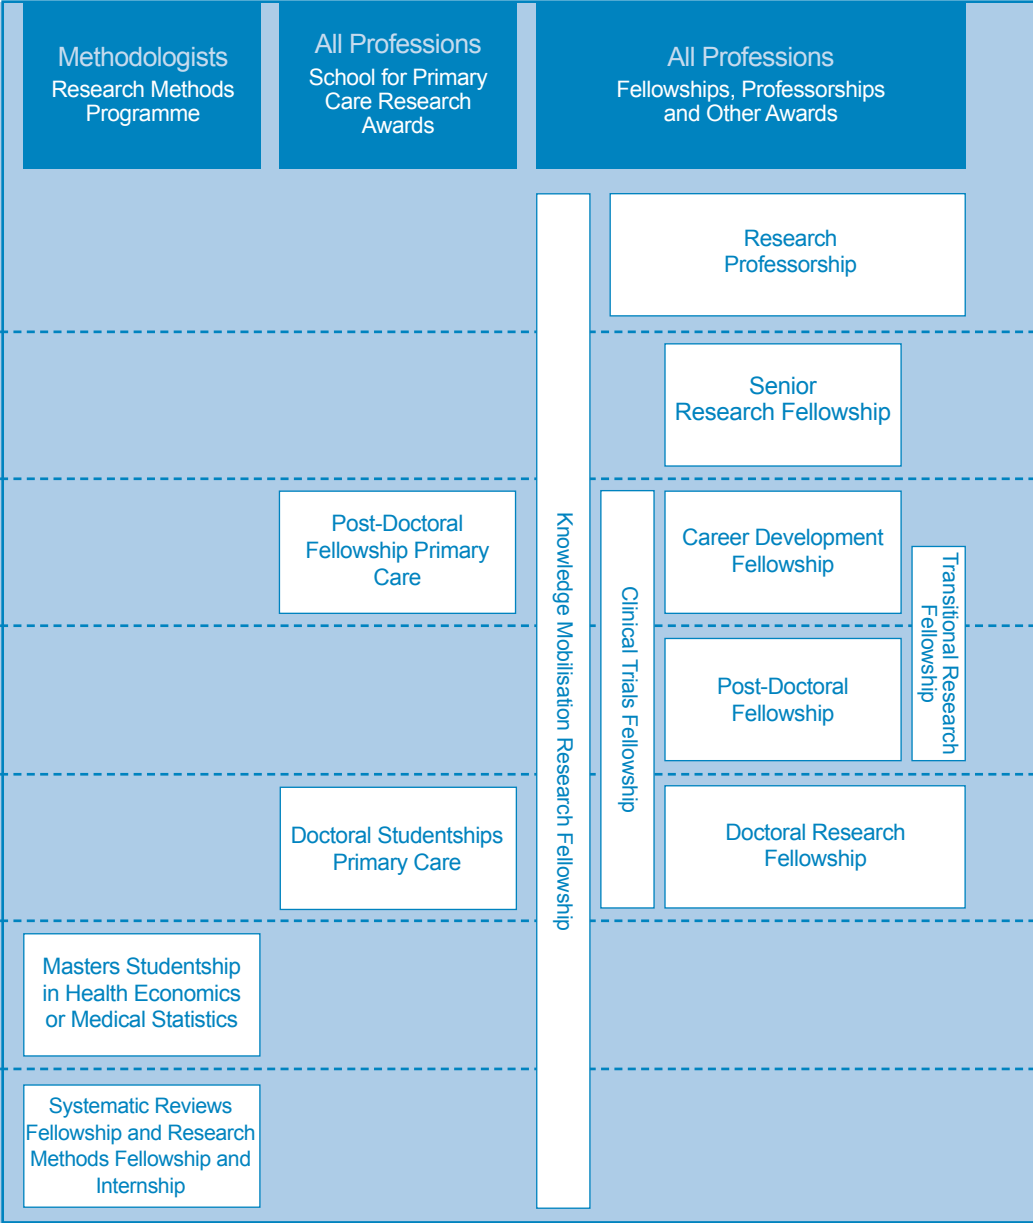 Methodologists
Research Methods
Programme
All Professions
School for Primary
Care Research
Awards
All Professions
Fellowships, Professorships
and Other Awards
Research
Professorship
Senior
Research Fellowship
Post-Doctoral
Fellowship Primary
Care
Knowledge Mobilisation Research Fellowship
Clinical Trials Fellowship
Career Development
Fellowship
Transitional Research
Fellowship
Post-Doctoral
Fellowship
Doctoral Studentships
Primary Care
Doctoral Research
Fellowship
Masters Studentship
in Health Economics
or Medical Statistics
Systematic Reviews
Fellowship and Research
Methods Fellowship and
Internship